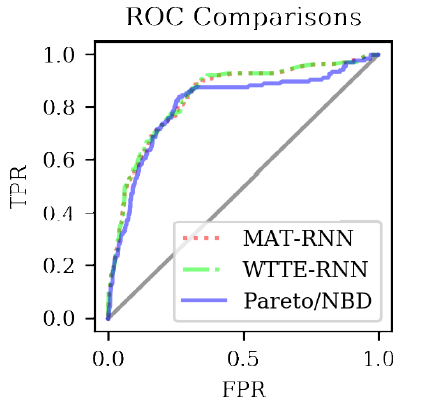 ROC Comparisons
1.0
0.8
0.6
0.4
0.2
0.0
TPR
MAT-RNN
WTTE-RNN
Pareto/NBD
0.0 0.5 1.0
FPR